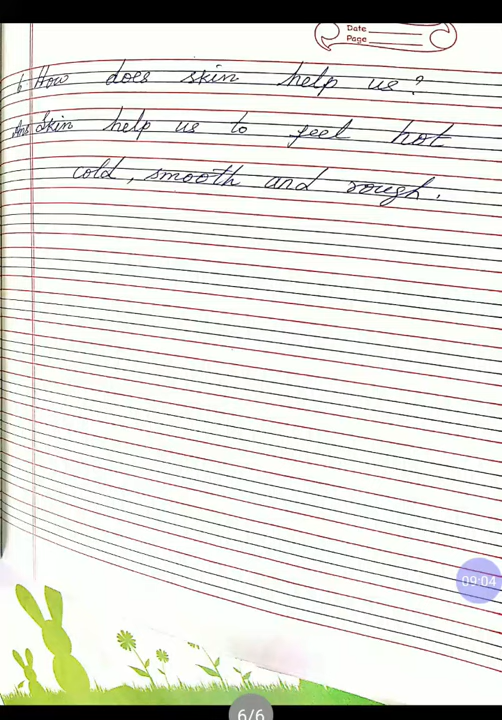 Date
Page
6 How does skin help us?
Ans Skin help us to feel hot
cold, smooth and rough.
09:04
6/6